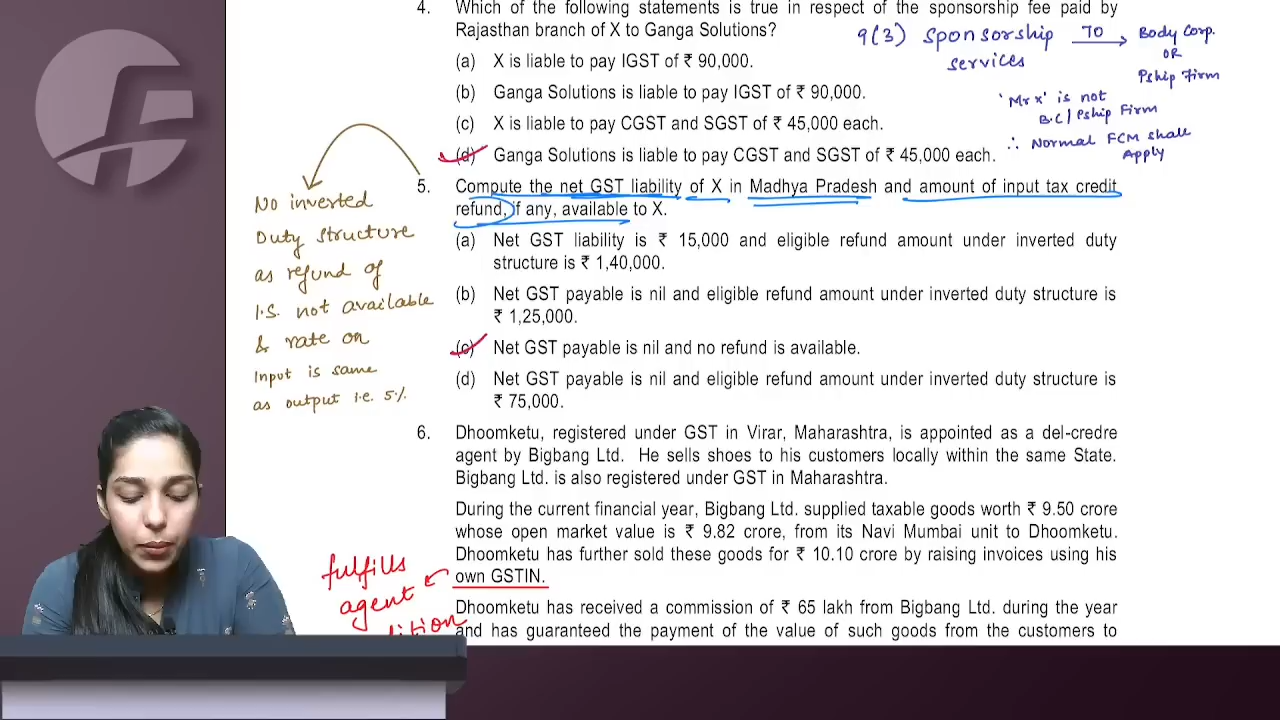 4. Which of the following statements is true in respect of the sponsorship fee paid by
Rajasthan branch of X to Ganga Solutions?
(a) X is liable to pay IGST of ₹ 90,000.
(b) Ganga Solutions is liable to pay IGST of ₹ 90,000.
(c) X is liable to pay CGST and SGST of ₹ 45,000 each.
(d) Ganga Solutions is liable to pay CGST and SGST of ₹ 45,000 each.
9(3) Sponsorship TO Body Corp.
services OR
Pship Firm
'Mr X' is not
B.C / Pship Firm
∴ Normal FCM shall
Apply
5. Compute the net GST liability of X in Madhya Pradesh and amount of input tax credit
refund, if any, available to X.
(a) Net GST liability is ₹ 15,000 and eligible refund amount under inverted duty
structure is ₹ 1,40,000.
(b) Net GST payable is nil and eligible refund amount under inverted duty structure is
₹ 1,25,000.
(c) Net GST payable is nil and no refund is available.
(d) Net GST payable is nil and eligible refund amount under inverted duty structure is
₹ 75,000.
No inverted
Duty structure
as refund of
I.S. not available
& rate on
Input is same
as output i.e. 5%
6. Dhoomketu, registered under GST in Virar, Maharashtra, is appointed as a del-credre
agent by Bigbang Ltd. He sells shoes to his customers locally within the same State.
Bigbang Ltd. is also registered under GST in Maharashtra.
During the current financial year, Bigbang Ltd. supplied taxable goods worth ₹ 9.50 crore
whose open market value is ₹ 9.82 crore, from its Navi Mumbai unit to Dhoomketu.
Dhoomketu has further sold these goods for ₹ 10.10 crore by raising invoices using his
own GSTIN.
Dhoomketu has received a commission of ₹ 65 lakh from Bigbang Ltd. during the year
and has guaranteed the payment of the value of such goods from the customers to
fulfills
agent